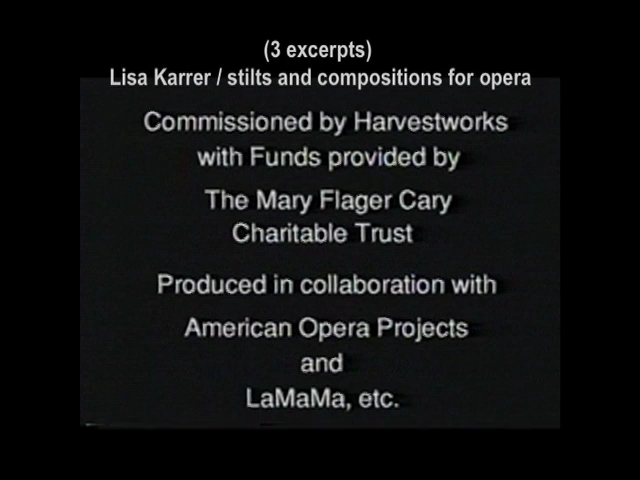 (3 excerpts)
Lisa Karrer / stilts and compositions for opera
Commissioned by Harvestworks
with Funds provided by
The Mary Flager Cary
Charitable Trust
Produced in collaboration with
American Opera Projects
and
LaMaMa, etc.